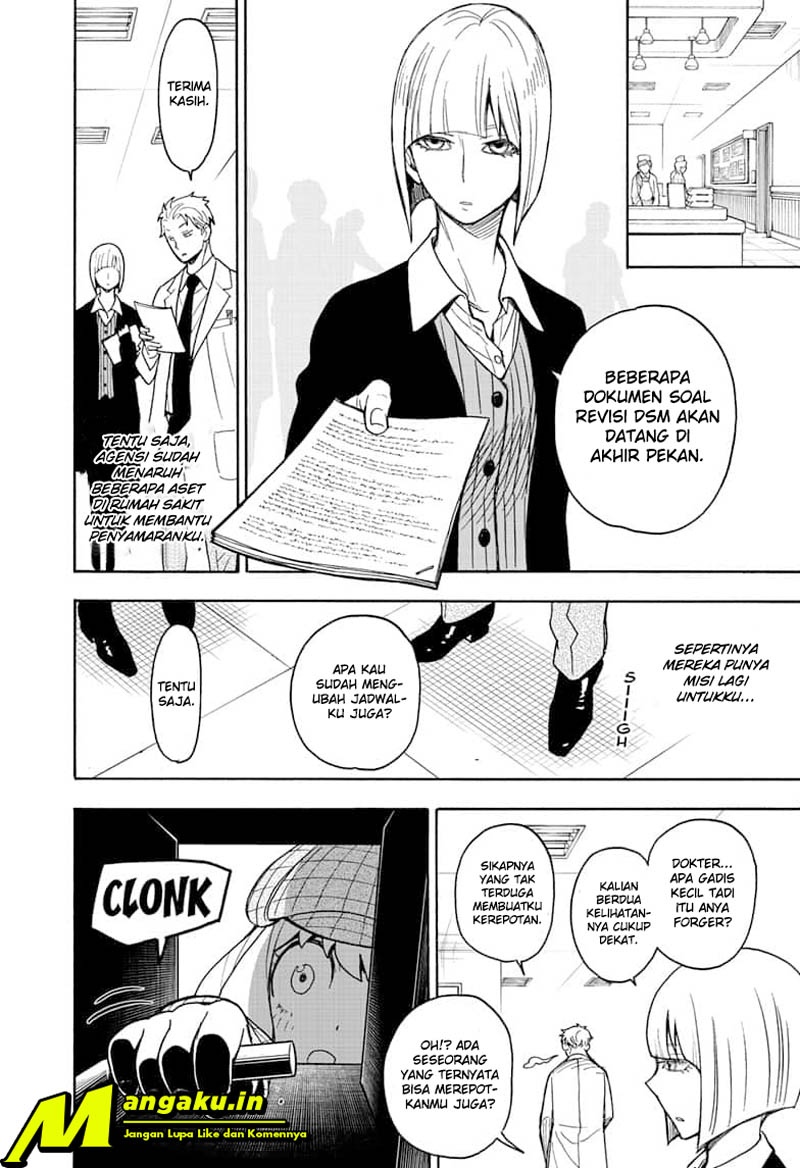 BEBERAPA
DOKUMEN SOAL
REVISI DSM AKAN
DATANG DI
AKHIR PEKAN.
TERIMA
KASIH.
TENTU SAJA,
AGENSI SUDAH
MENARUH
BEBERAPA ASET
DI RUMAH SAKIT
UNTUK MEMBANTU
PENYAMARANKU.
SEPERTINYA
MEREKA PUNYA
MISI LAGI
UNTUKKU...
SIIIGH
APA KAU
SUDAH MENG-
UBAH JADWAL-
KU JUGA?
TENTU
SAJA.
DOKTER...
APA GADIS
KECIL TADI
ITU ANYA
FORGER?
KALIAN
BERDUA
KELIHATAN-
NYA CUKUP
DEKAT.
SIKAPNYA
YANG TAK
TERDUGA
MEMBUATKU
KEREPOTAN.
OH!? ADA
SESEORANG
YANG TERNYATA
BISA MEREPOT-
KANMU JUGA?
CLONK
Mangaku.in
Jangan Lupa Like dan Komennya